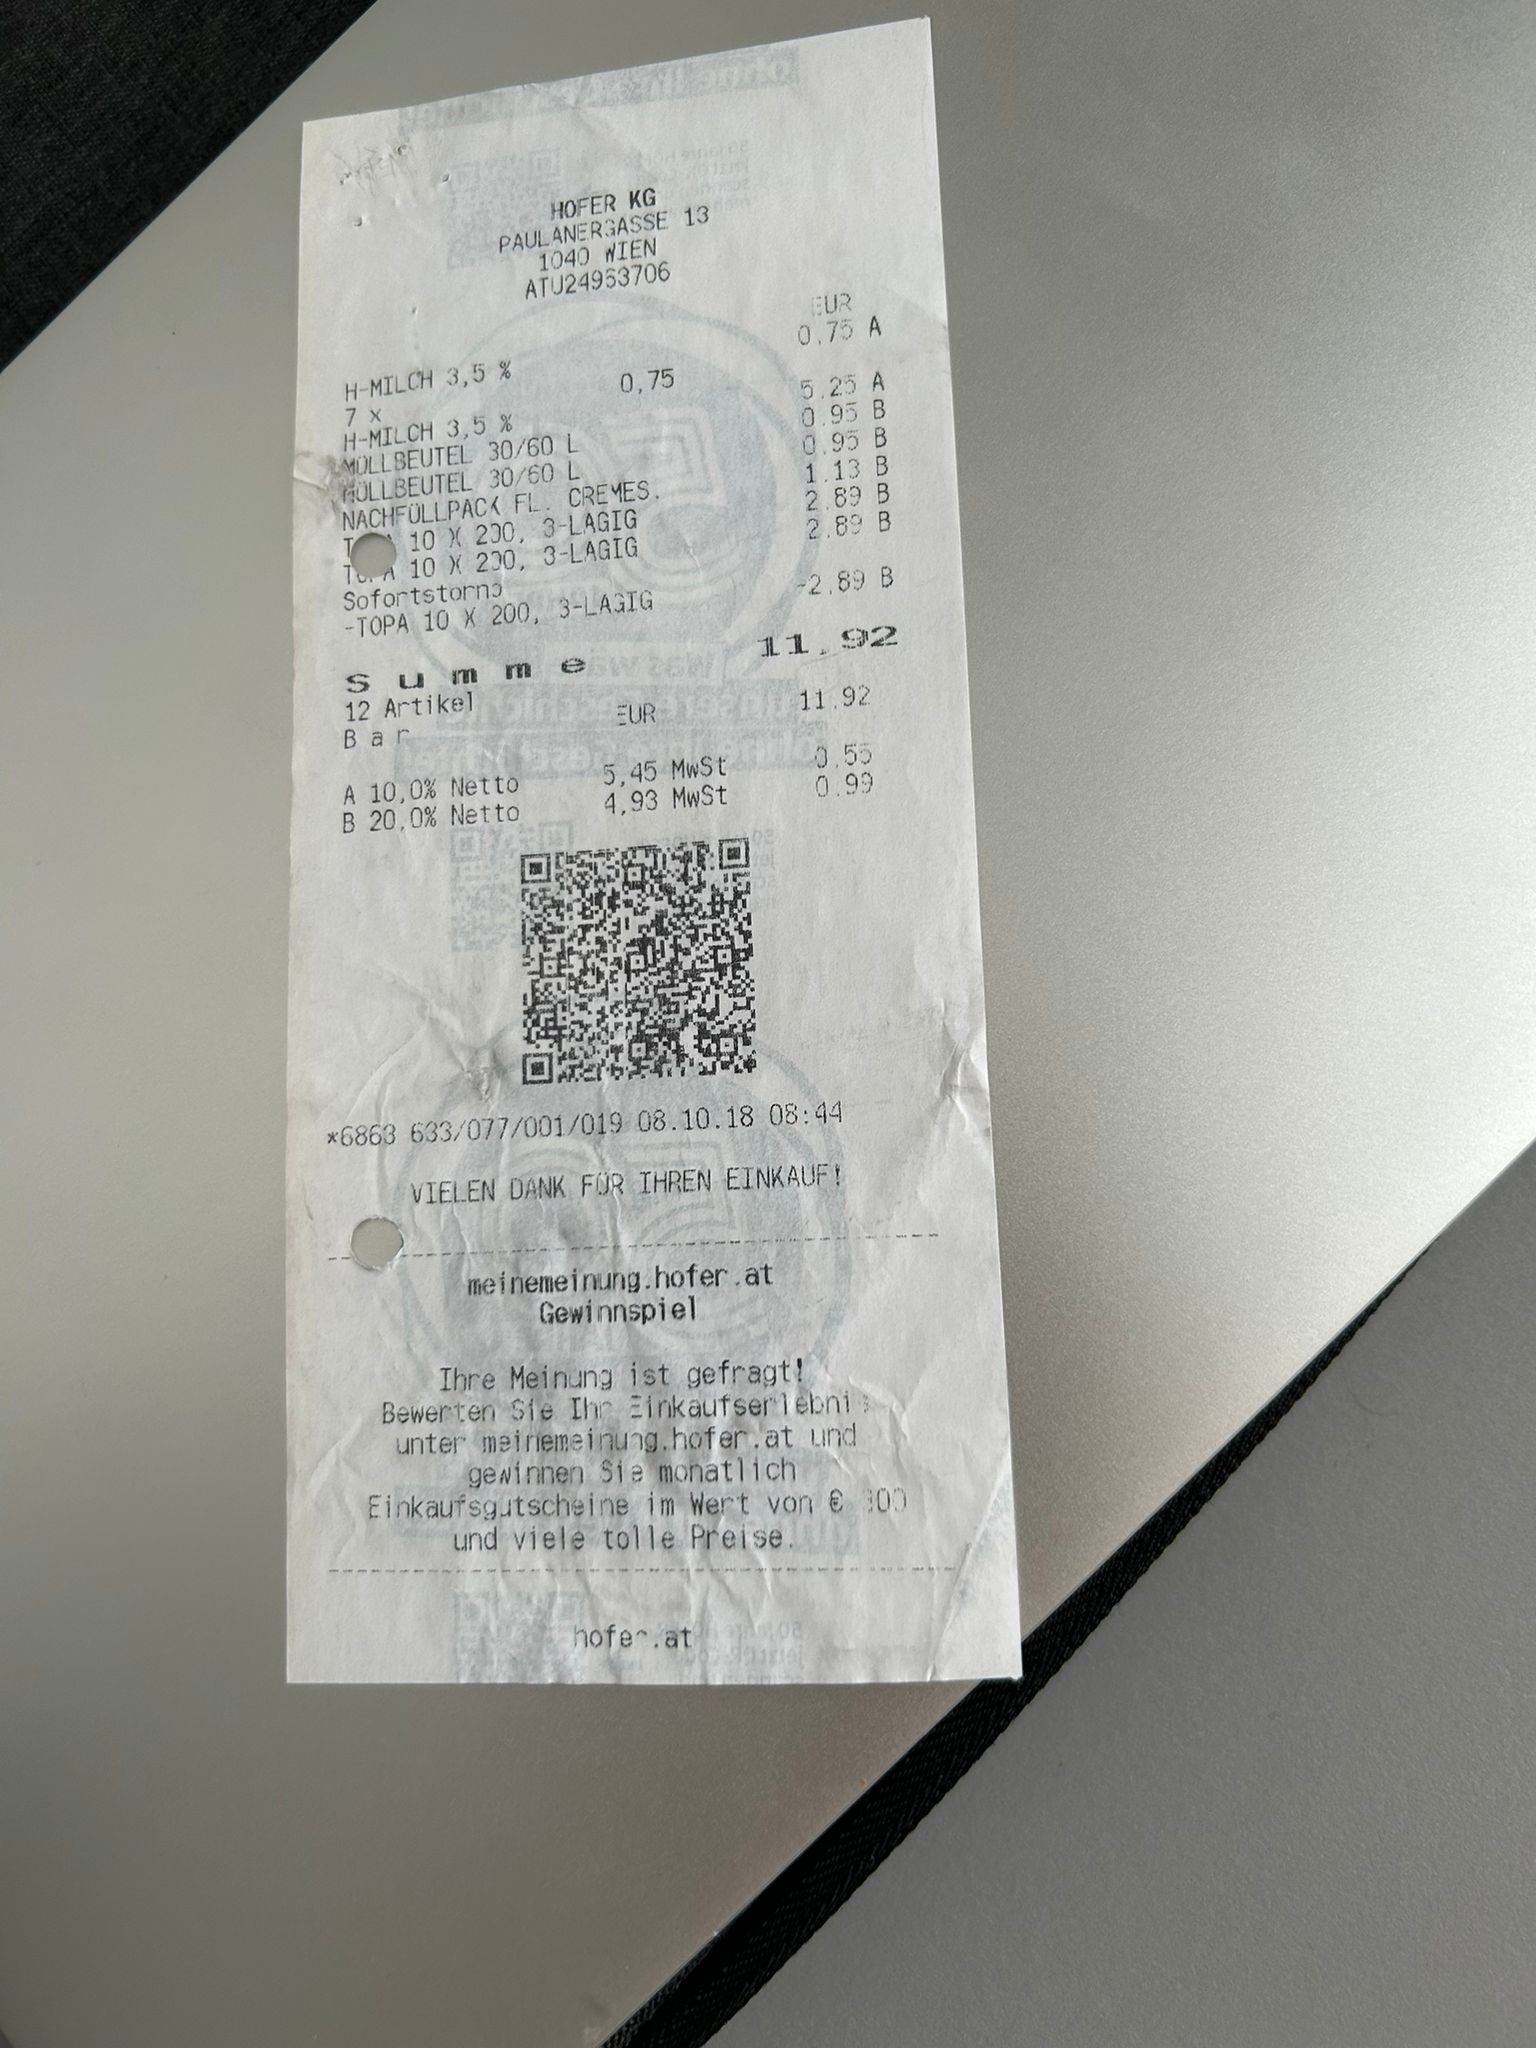 HOFER KG
PAULANERGASSE 13
1040 WIEN
ATU24963706
EUR
H-MILCH 3,5 % 0,75 A
7 x 0,75
H-MILCH 3,5 % 5,25 A
MÜLLBEUTEL 30/60 L 0,95 B
MÜLLBEUTEL 30/60 L 0,95 B
NACHFÜLLPACK FL. CREMES. 1,13 B
TOPA 10 X 200, 3-LAGIG 2,89 B
TOPA 10 X 200, 3-LAGIG 2,89 B
Sofortstorno
-TOPA 10 X 200, 3-LAGIG -2,89 B
Summe 11,92
12 Artikel
Bar EUR 11,92
A 10,0% Netto 5,45 MwSt 0,55
B 20,0% Netto 4,93 MwSt 0,99
*6863 633/077/001/019 08.10.18 08:44
VIELEN DANK FÜR IHREN EINKAUF!
meinemeinung.hofer.at
Gewinnspiel
Ihre Meinung ist gefragt!
Bewerten Sie Ihr Einkaufserlebnis
unter meinemeinung.hofer.at und
gewinnen Sie monatlich
Einkaufsgutscheine im Wert von €
und viele tolle Preise.
hofer.at